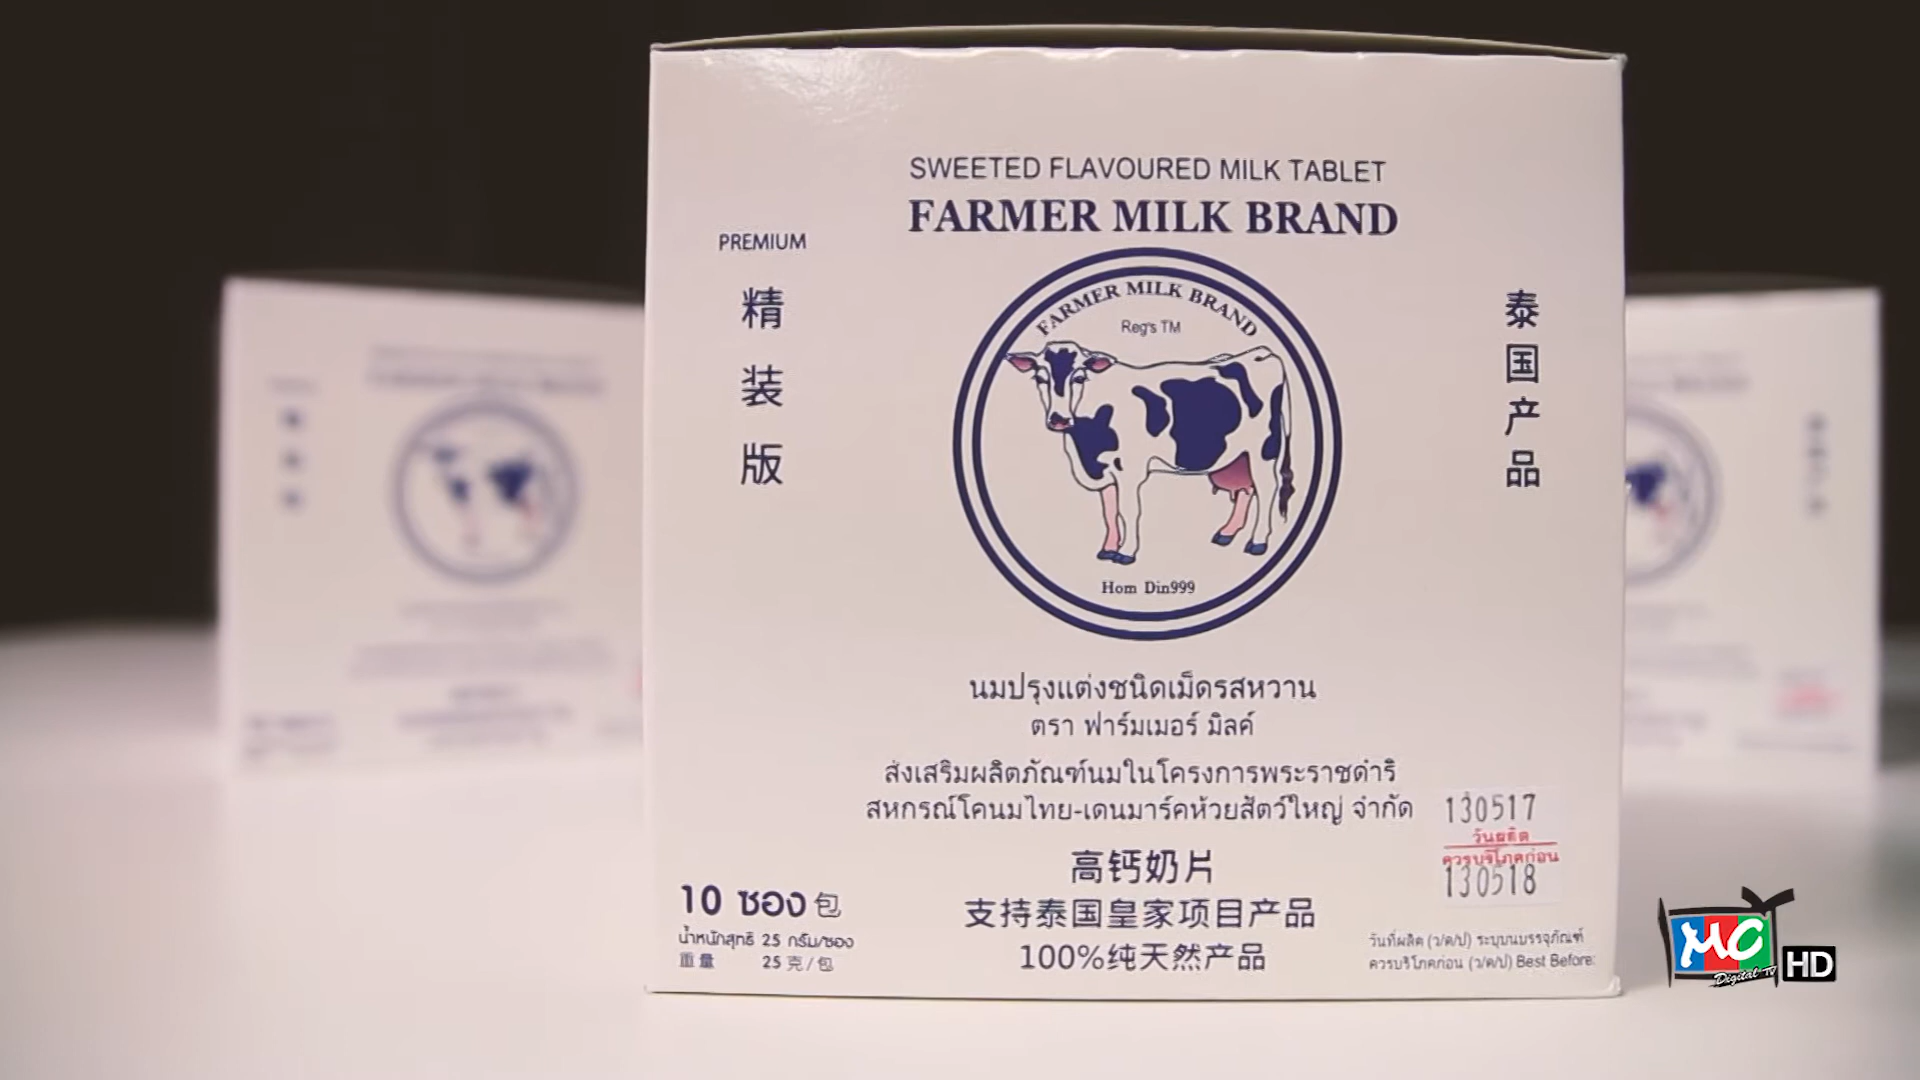 SWEETED FLAVOURED MILK TABLET
FARMER MILK BRAND
PREMIUM
精装版
泰国产品
FARMER MILK BRAND
Reg's TM
Hom Din999
นมปรุงแต่งชนิดเม็ดรสหวาน
ตรา ฟาร์มเมอร์ มิลค์
ส่งเสริมผลิตภัณฑ์นมในโครงการพระราชดำริ
สหกรณ์โคนมไทย-เดนมาร์คห้วยสัตว์ใหญ่ จำกัด
130517
วันผลิต
ควรบริโภคก่อน
130518
高钙奶片
支持泰国皇家项目产品
100%纯天然产品
10 ซอง 包
น้ำหนักสุทธิ 25 กรัม/ซอง
重量 25 克/包
วันที่ผลิต (ว/ด/ป) ระบุบนบรรจุภัณฑ์
ควรบริโภคก่อน (ว/ด/ป) Best Before:
MC
Digital TV
HD